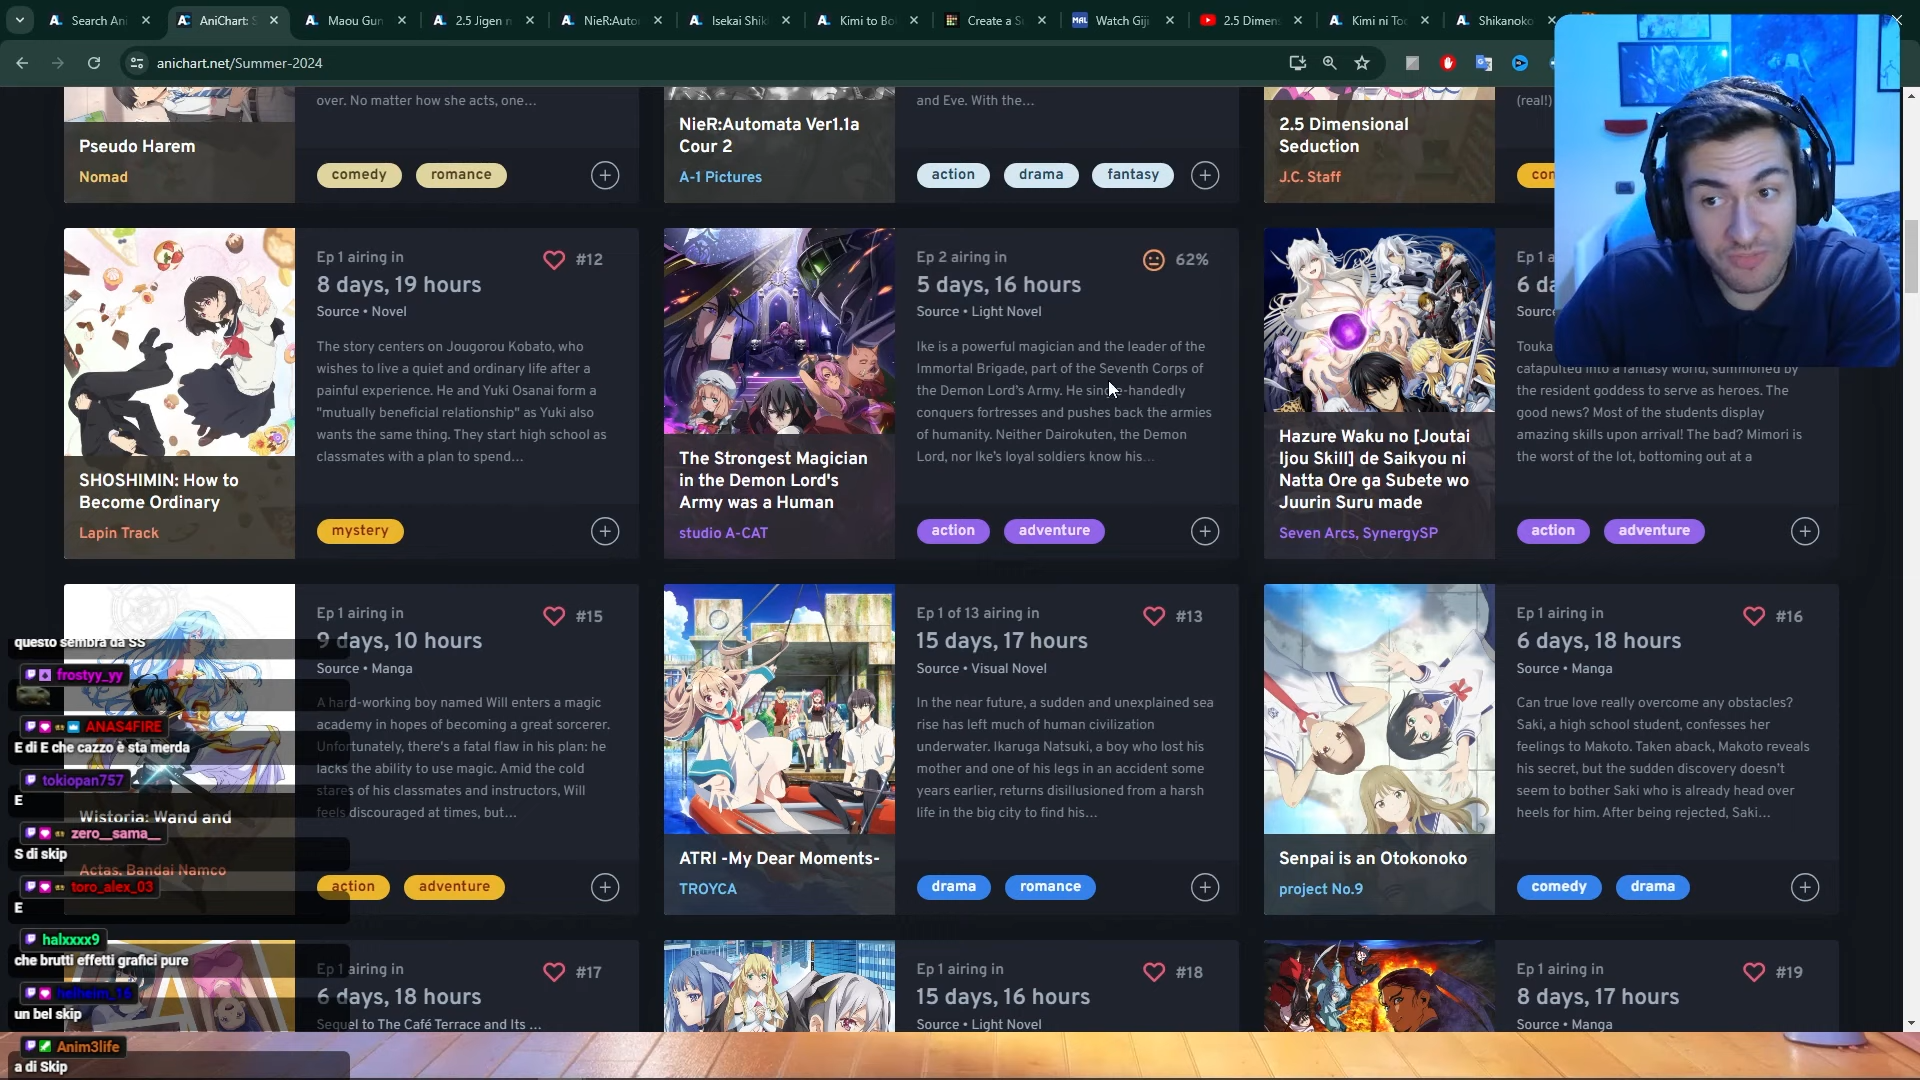 Search Ani
AniChart: S
Maou Gun
2.5 Jigen n
NieR:Autor
Isekai Shik
Kimi to Bo
Create a Su
MAL
Watch Giji
2.5 Dimens
Kimi ni Too
Shikanoko
anichart.net/Summer-2024
over. No matter how she acts, one...
Pseudo Harem
Nomad
comedy
romance
and Eve. With the...
NieR:Automata Ver1.1a
Cour 2
A-1 Pictures
action
drama
fantasy
(real!)
2.5 Dimensional
Seduction
J.C. Staff
con
Ep 1 airing in
#12
8 days, 19 hours
Source • Novel
The story centers on Jougorou Kobato, who
wishes to live a quiet and ordinary life after a
painful experience. He and Yuki Osanai form a
"mutually beneficial relationship" as Yuki also
wants the same thing. They start high school as
classmates with a plan to spend...
SHOSHIMIN: How to
Become Ordinary
Lapin Track
mystery
Ep 2 airing in
62%
5 days, 16 hours
Source • Light Novel
Ike is a powerful magician and the leader of the
Immortal Brigade, part of the Seventh Corps of
the Demon Lord's Army. He single-handedly
conquers fortresses and pushes back the armies
of humanity. Neither Dairokuten, the Demon
Lord, nor Ike's loyal soldiers know his...
The Strongest Magician
in the Demon Lord's
Army was a Human
studio A-CAT
action
adventure
Ep 1
6 da
Source
Touka
catapulted into a fantasy world, summoned by
the resident goddess to serve as heroes. The
good news? Most of the students display
amazing skills upon arrival! The bad? Mimori is
the worst of the lot, bottoming out at a
Hazure Waku no [Joutai
Ijou Skill] de Saikyou ni
Natta Ore ga Subete wo
Juurin Suru made
Seven Arcs, SynergySP
action
adventure
Ep 1 airing in
#15
9 days, 10 hours
Source • Manga
A hard-working boy named Will enters a magic
academy in hopes of becoming a great sorcerer.
Unfortunately, there's a fatal flaw in his plan: he
lacks the ability to use magic. Amid the cold
stares of his classmates and instructors, Will
feels discouraged at times, but...
Wistoria: Wand and
Actas, Bandai Namco
action
adventure
Ep 1 of 13 airing in
#13
15 days, 17 hours
Source • Visual Novel
In the near future, a sudden and unexplained sea
rise has left much of human civilization
underwater. Ikaruga Natsuki, a boy who lost his
mother and one of his legs in an accident some
years earlier, returns disillusioned from a harsh
life in the big city to find his...
ATRI -My Dear Moments-
TROYCA
drama
romance
Ep 1 airing in
#16
6 days, 18 hours
Source • Manga
Can true love really overcome any obstacles?
Saki, a high school student, confesses her
feelings to Makoto. Taken aback, Makoto reveals
his secret, but the sudden discovery doesn't
seem to bother Saki who is already head over
heels for him. After being rejected, Saki...
Senpai is an Otokonoko
project No.9
comedy
drama
Ep 1 airing in
#17
6 days, 18 hours
Sequel to The Café Terrace and Its ...
Ep 1 airing in
#18
15 days, 16 hours
Source • Light Novel
Ep 1 airing in
#19
8 days, 17 hours
Source • Manga
questo sembra da SS
frostyy_yy
ANAS4FIRE
E di E che cazzo è sta merda
tokiopan757
E
zero__sama__
S di skip
toro_alex_03
E
halxxxx9
che brutti effetti grafici pure
helheim_16
un bel skip
Anim3life
a di Skip